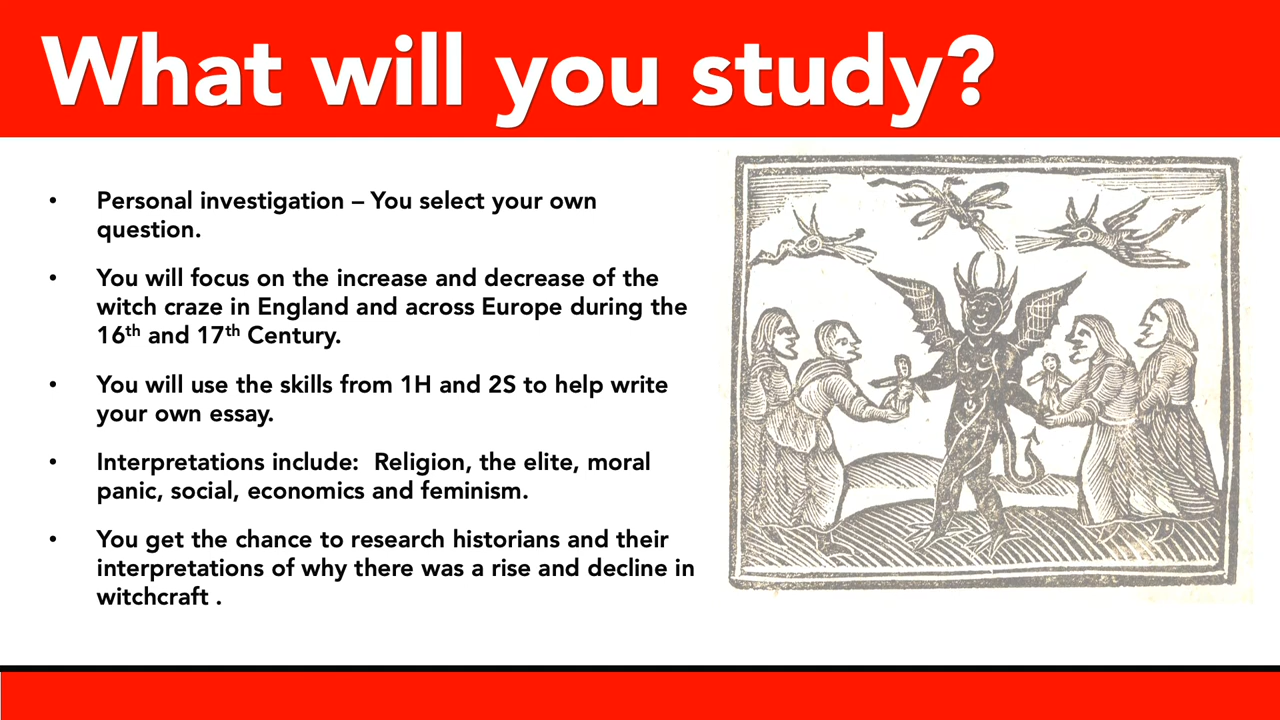 What will you study?
• Personal investigation – You select your own
question.
• You will focus on the increase and decrease of the
witch craze in England and across Europe during the
16th and 17th Century.
• You will use the skills from 1H and 2S to help write
your own essay.
• Interpretations include:  Religion, the elite, moral
panic, social, economics and feminism.
• You get the chance to research historians and their
interpretations of why there was a rise and decline in
witchcraft .